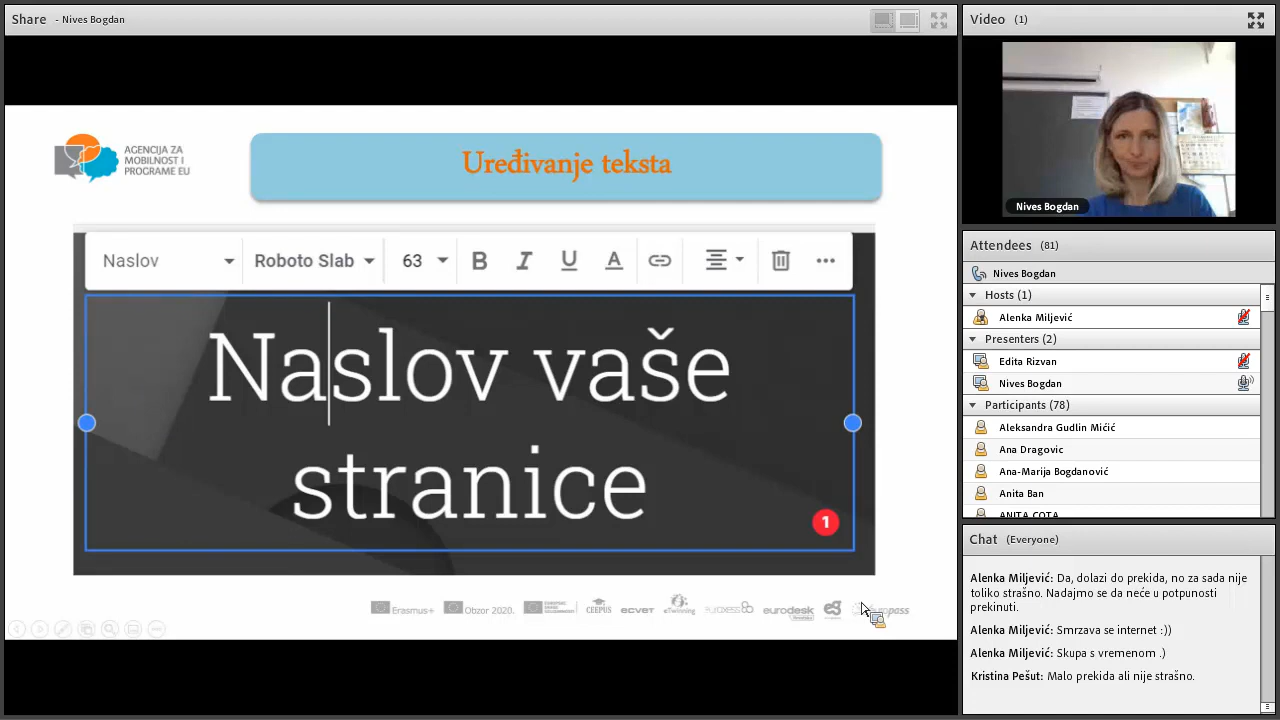 Share - Nives Bogdan
AGENCIJA ZA
MOBILNOST I
PROGRAME EU
Uređivanje teksta
Naslov Roboto Slab 63 B I U A
Naslov vaše
stranice
1
Erasmus+ Obzor 2020. CEEPUS ecvet eTwinming eurodesk e3
Video (1)
Nives Bogdan
Attendees (81)
Nives Bogdan
Hosts (1)
Alenka Miljević
Presenters (2)
Edita Rizvan
Nives Bogdan
Participants (78)
Aleksandra Gudlin Mićić
Ana Dragovic
Ana-Marija Bogdanović
Anita Ban
ANITA COTA
Chat (Everyone)
Alenka Miljević: Da, dolazi do prekida, no za sada nije
toliko strašno. Nadajmo se da neće u potpunosti
prekinuti.
Alenka Miljević: Smrzava se internet :))
Alenka Miljević: Skupa s vremenom .)
Kristina Pešut: Malo prekida ali nije strašno.